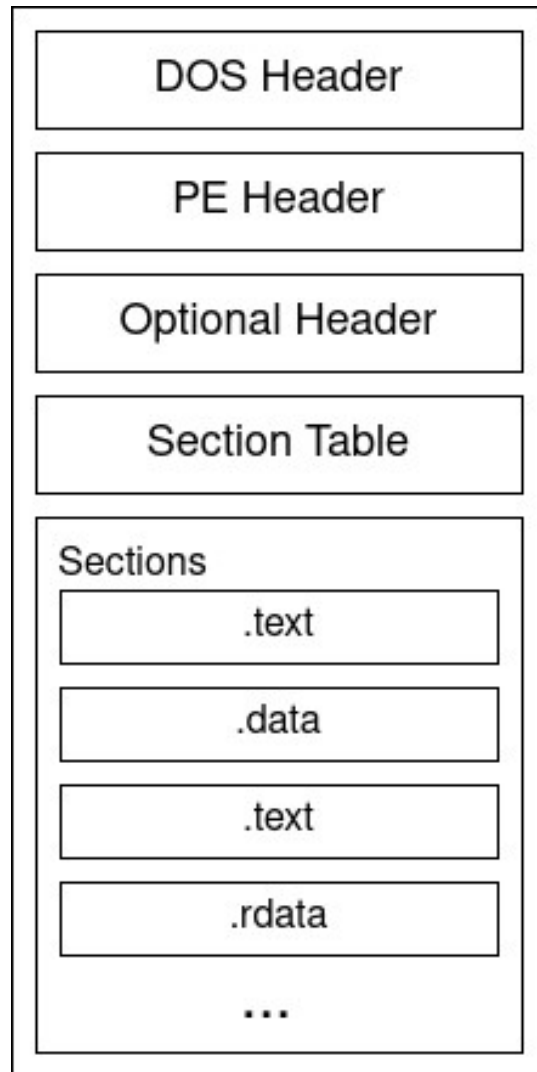 DOS Header
PE Header
Optional Header
Section Table
Sections
.text
.data
.text
.rdata
...